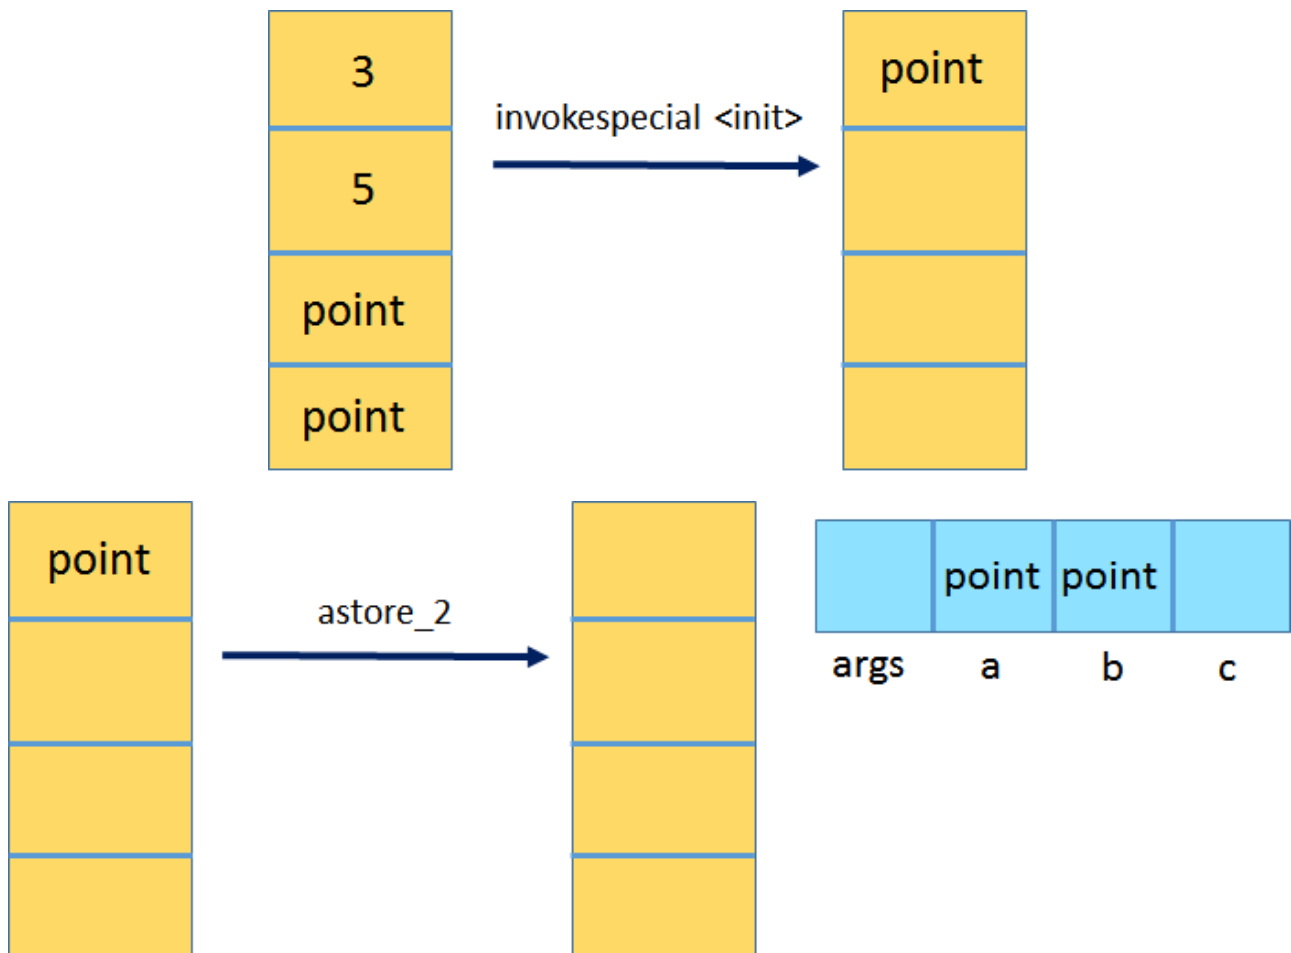 3
point
invokespecial <init>
5
point
point
point
astore_2
point point
args a b c